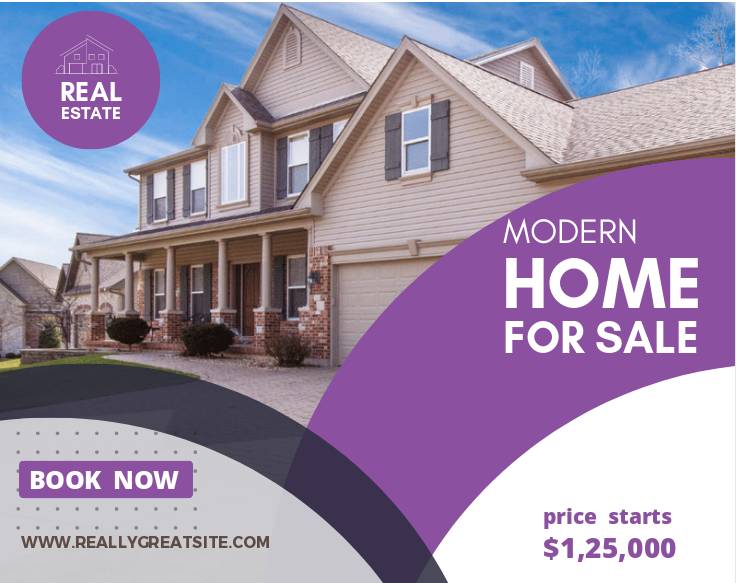 REAL
ESTATE
MODERN
HOME
FOR SALE
BOOK NOW
WWW.REALLYGREATSITE.COM
price starts
$1,25,000